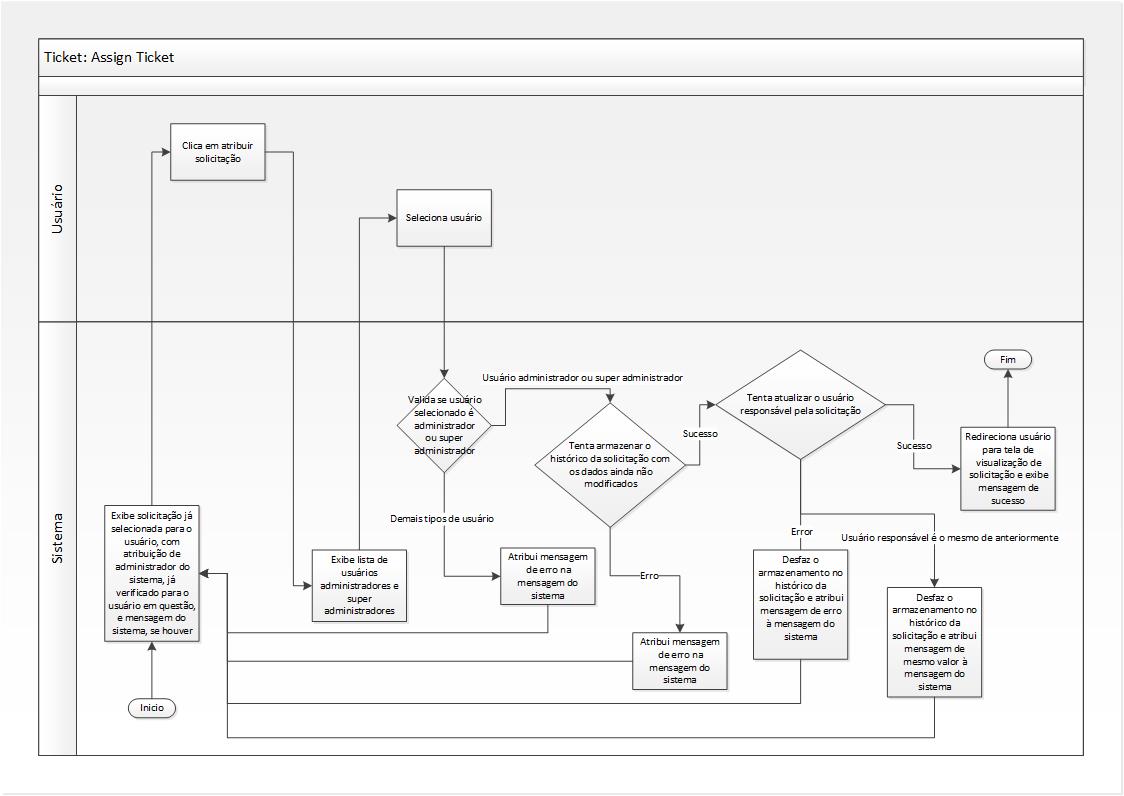 Ticket: Assign Ticket
Usuário
Clica em atribuir
solicitação
Seleciona usuário
Sistema
Inicio
Exibe solicitação já
selecionada para o
usuário, com
atribuição de
administrador do
sistema, já
verificado para o
usuário em questão,
e mensagem do
sistema, se houver
Exibe lista de
usuários
administradores e
super
administradores
Valida se usuário
selecionado é
administrador
ou super
administrador
Usuário administrador ou super administrador
Demais tipos de usuário
Atribui mensagem
de erro na
mensagem do
sistema
Tenta armazenar o
histórico da solicitação com
os dados ainda não
modificados
Sucesso
Erro
Atribui mensagem
de erro na
mensagem do
sistema
Tenta atualizar o usuário
responsável pela solicitação
Sucesso
Error
Usuário responsável é o mesmo de anteriormente
Desfaz o
armazenamento no
histórico da
solicitação e atribui
mensagem de erro
à mensagem do
sistema
Desfaz o
armazenamento no
histórico da
solicitação e atribui
mensagem de
mesmo valor à
mensagem do
sistema
Redireciona usuário
para tela de
visualização de
solicitação e exibe
mensagem de
sucesso
Fim